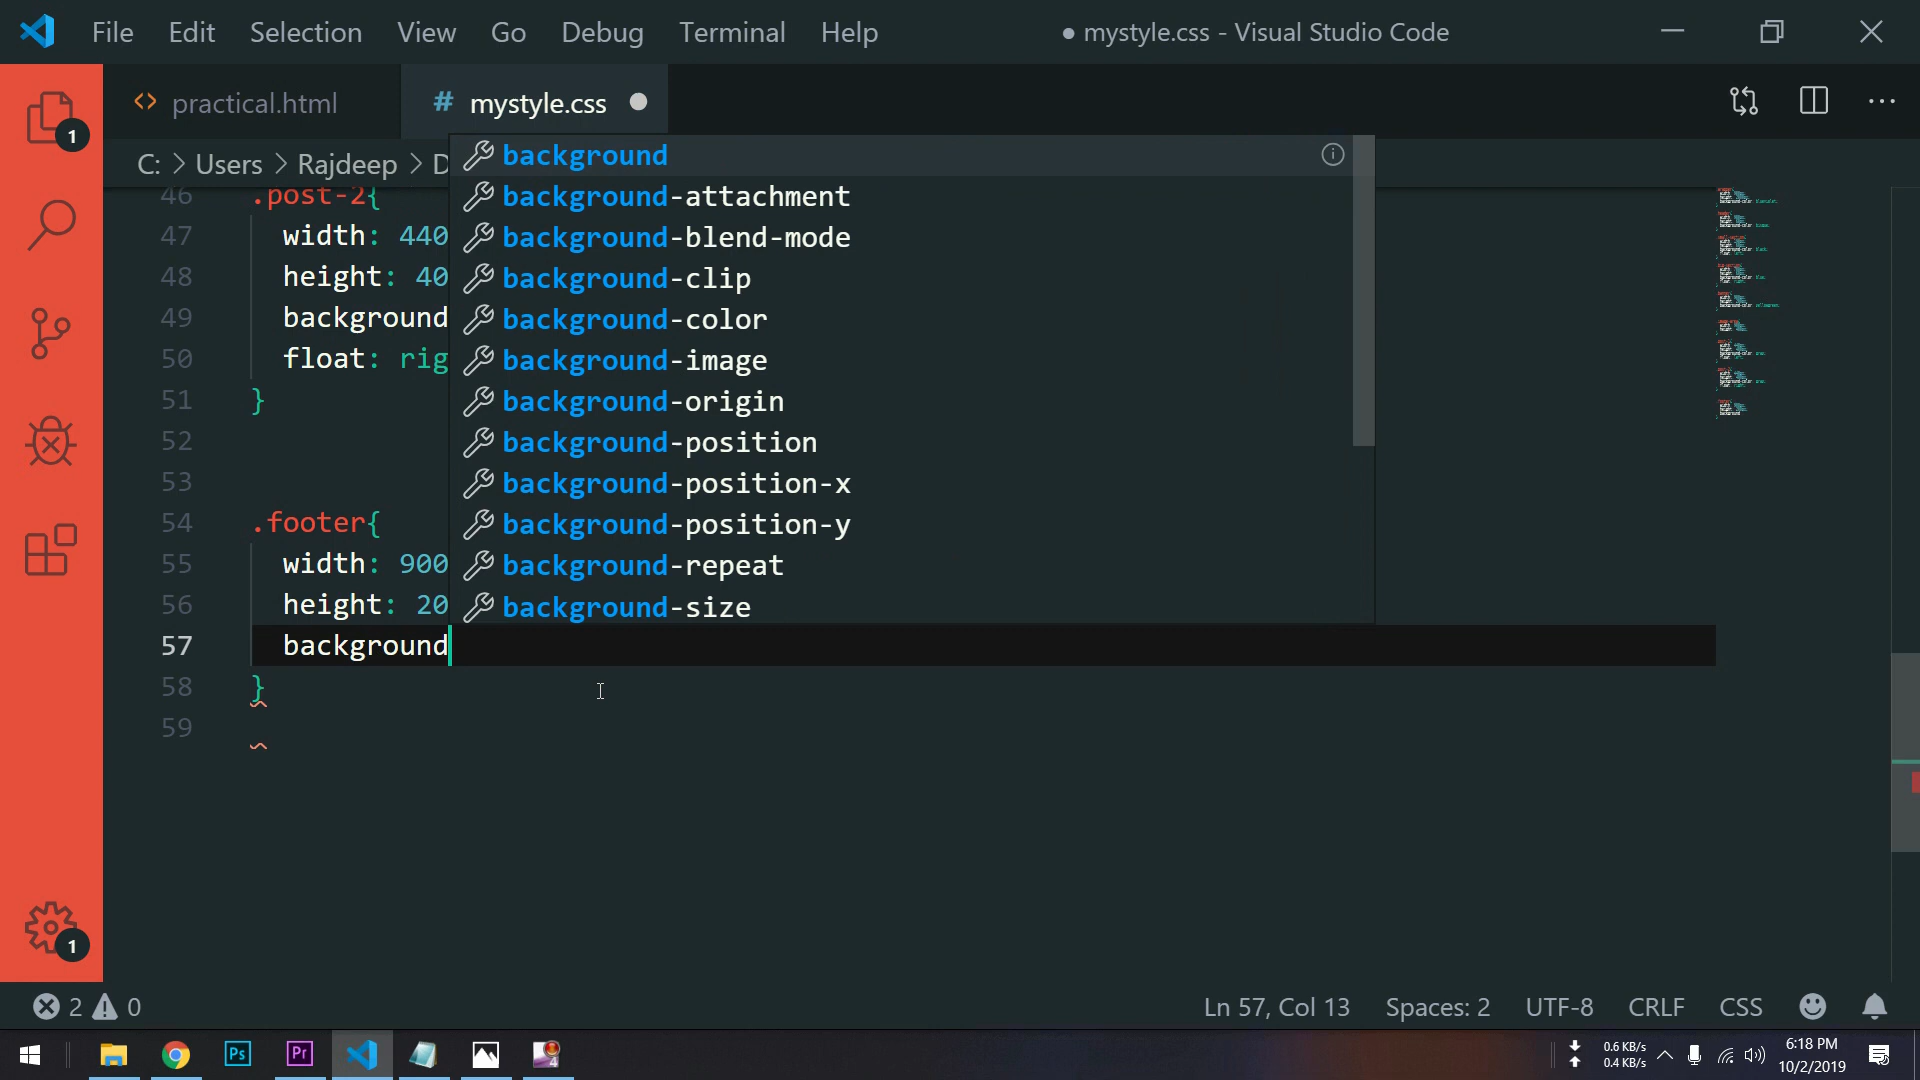 File Edit Selection View Go Debug Terminal Help ● mystyle.css - Visual Studio Code
<> practical.html # mystyle.css ●
1
C: > Users > Rajdeep > D
46 .post-2{
47 width: 440
48 height: 40
49 background
50 float: rig
51 }
52
53
54 .footer{
55 width: 900
56 height: 20
57 background
58 }
59
background
background-attachment
background-blend-mode
background-clip
background-color
background-image
background-origin
background-position
background-position-x
background-position-y
background-repeat
background-size
1
2 0 Ln 57, Col 13 Spaces: 2 UTF-8 CRLF CSS
Ps Pr 4
0.6 KB/s
0.4 KB/s
6:18 PM
10/2/2019